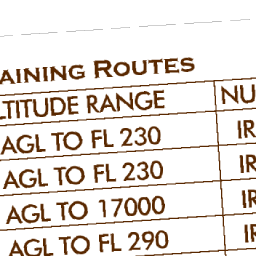 AINING ROUTES
LTITUDE RANGE NU
AGL TO FL 230 IR
AGL TO FL 230 IR
AGL TO 17000 IR
AGL TO FL 290 IR